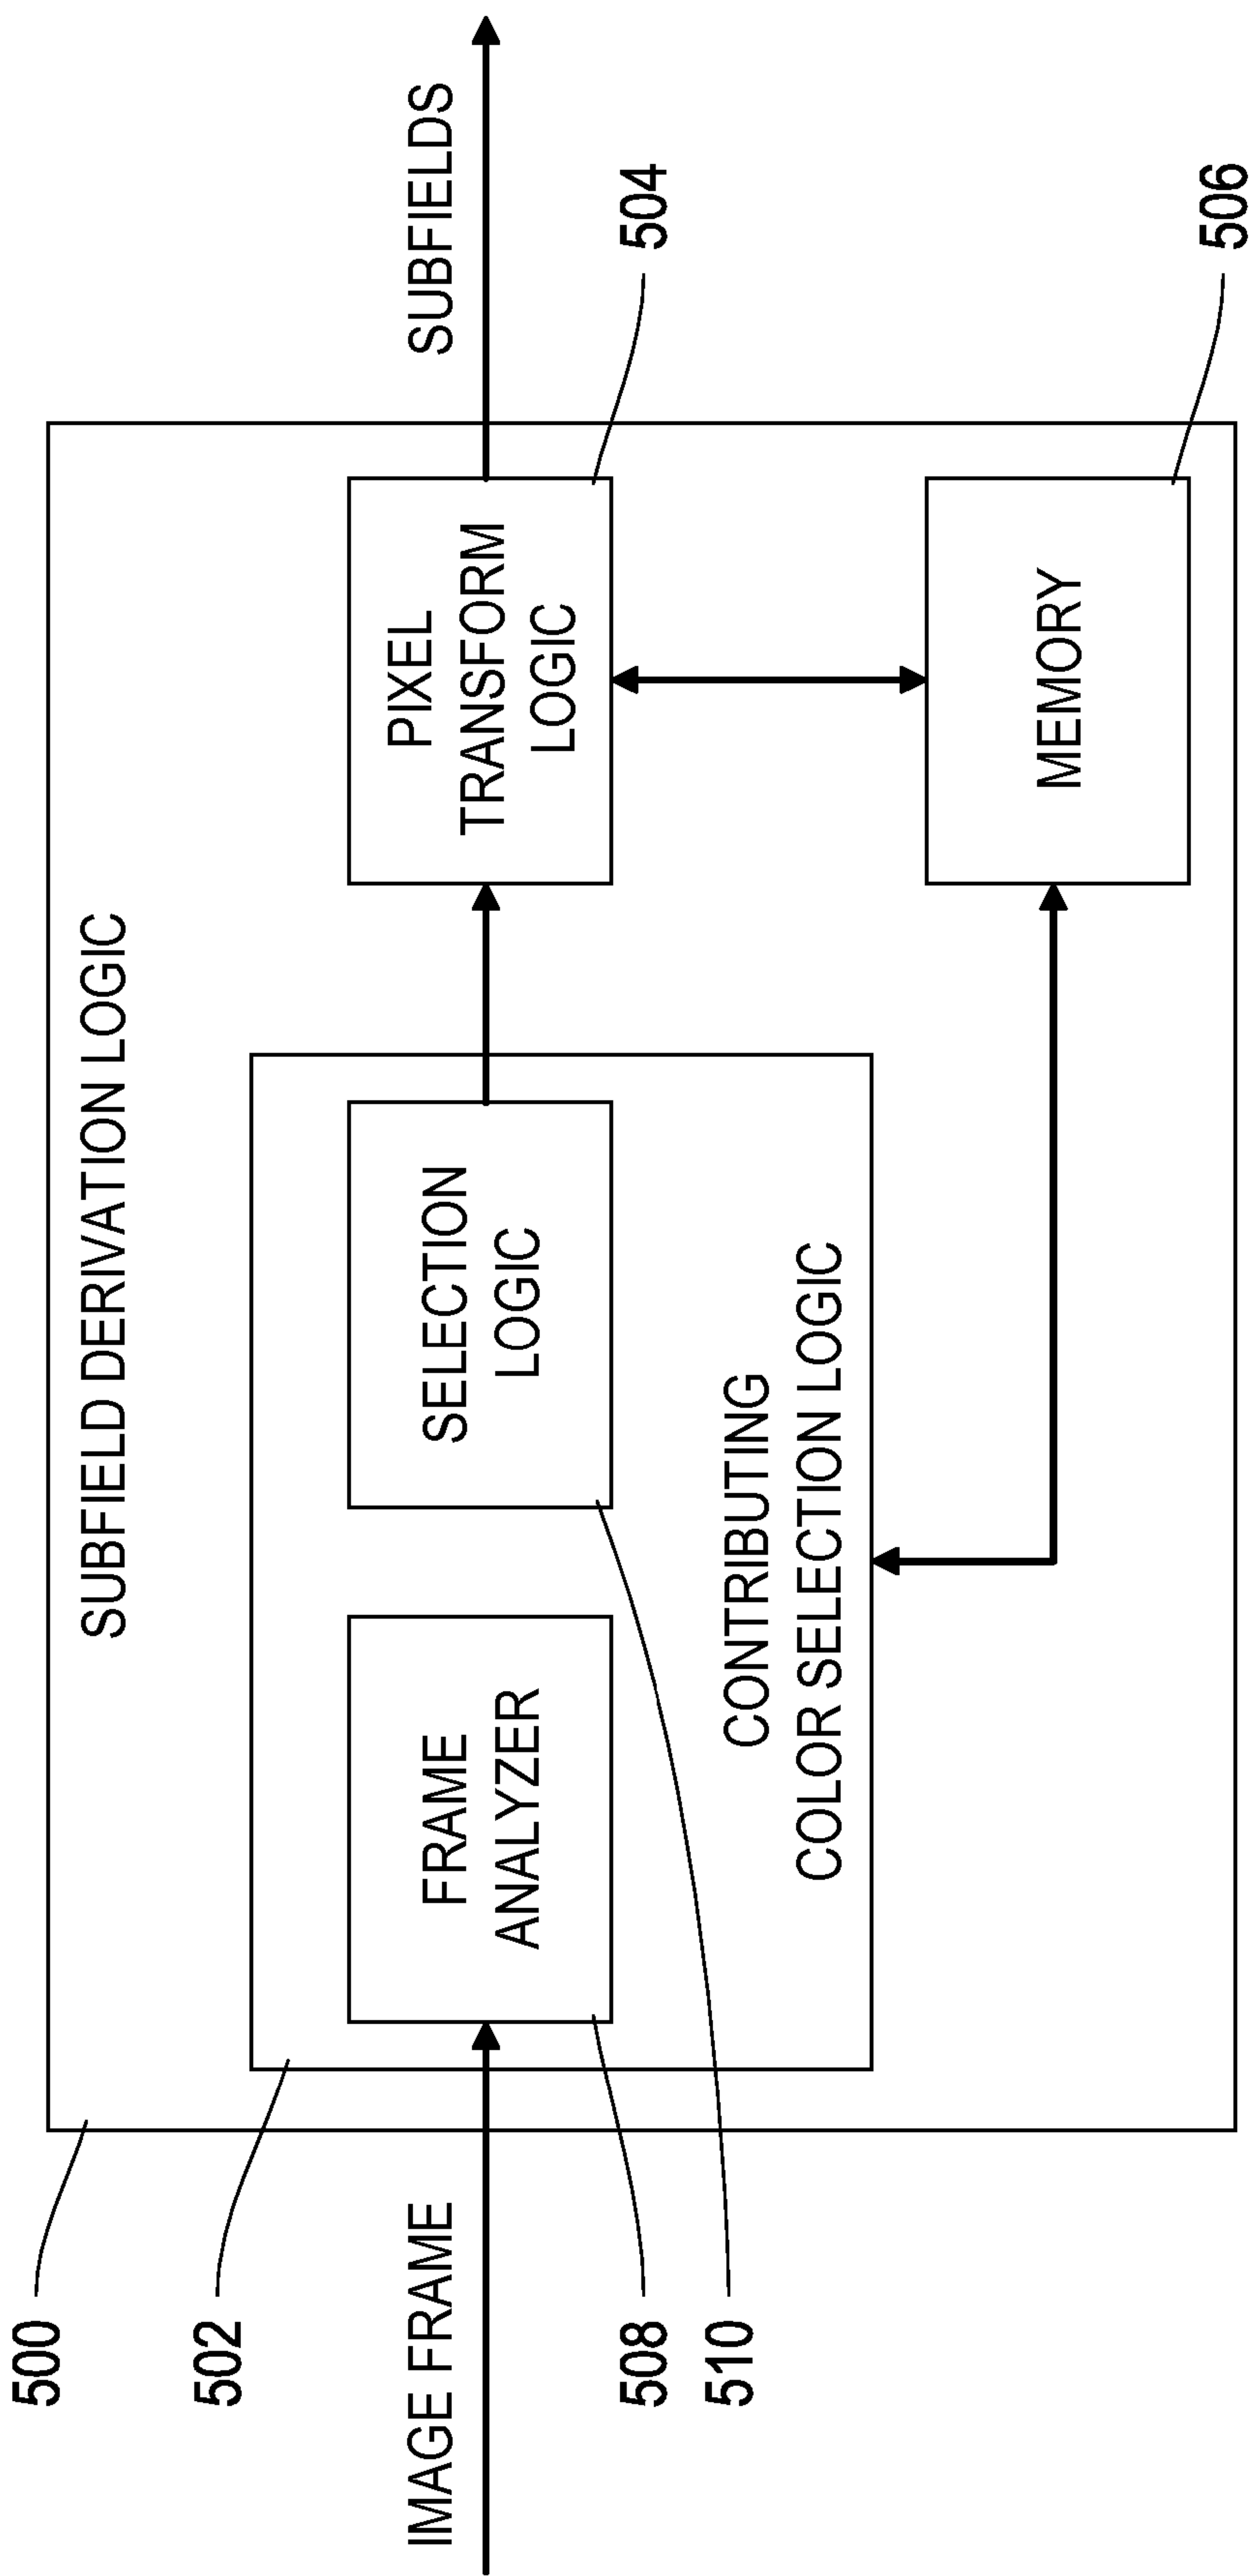 500
SUBFIELD DERIVATION LOGIC
502
IMAGE FRAME
FRAME
ANALYZER
SELECTION
LOGIC
PIXEL
TRANSFORM
LOGIC
SUBFIELDS
508
510
504
CONTRIBUTING
COLOR SELECTION LOGIC
MEMORY
506